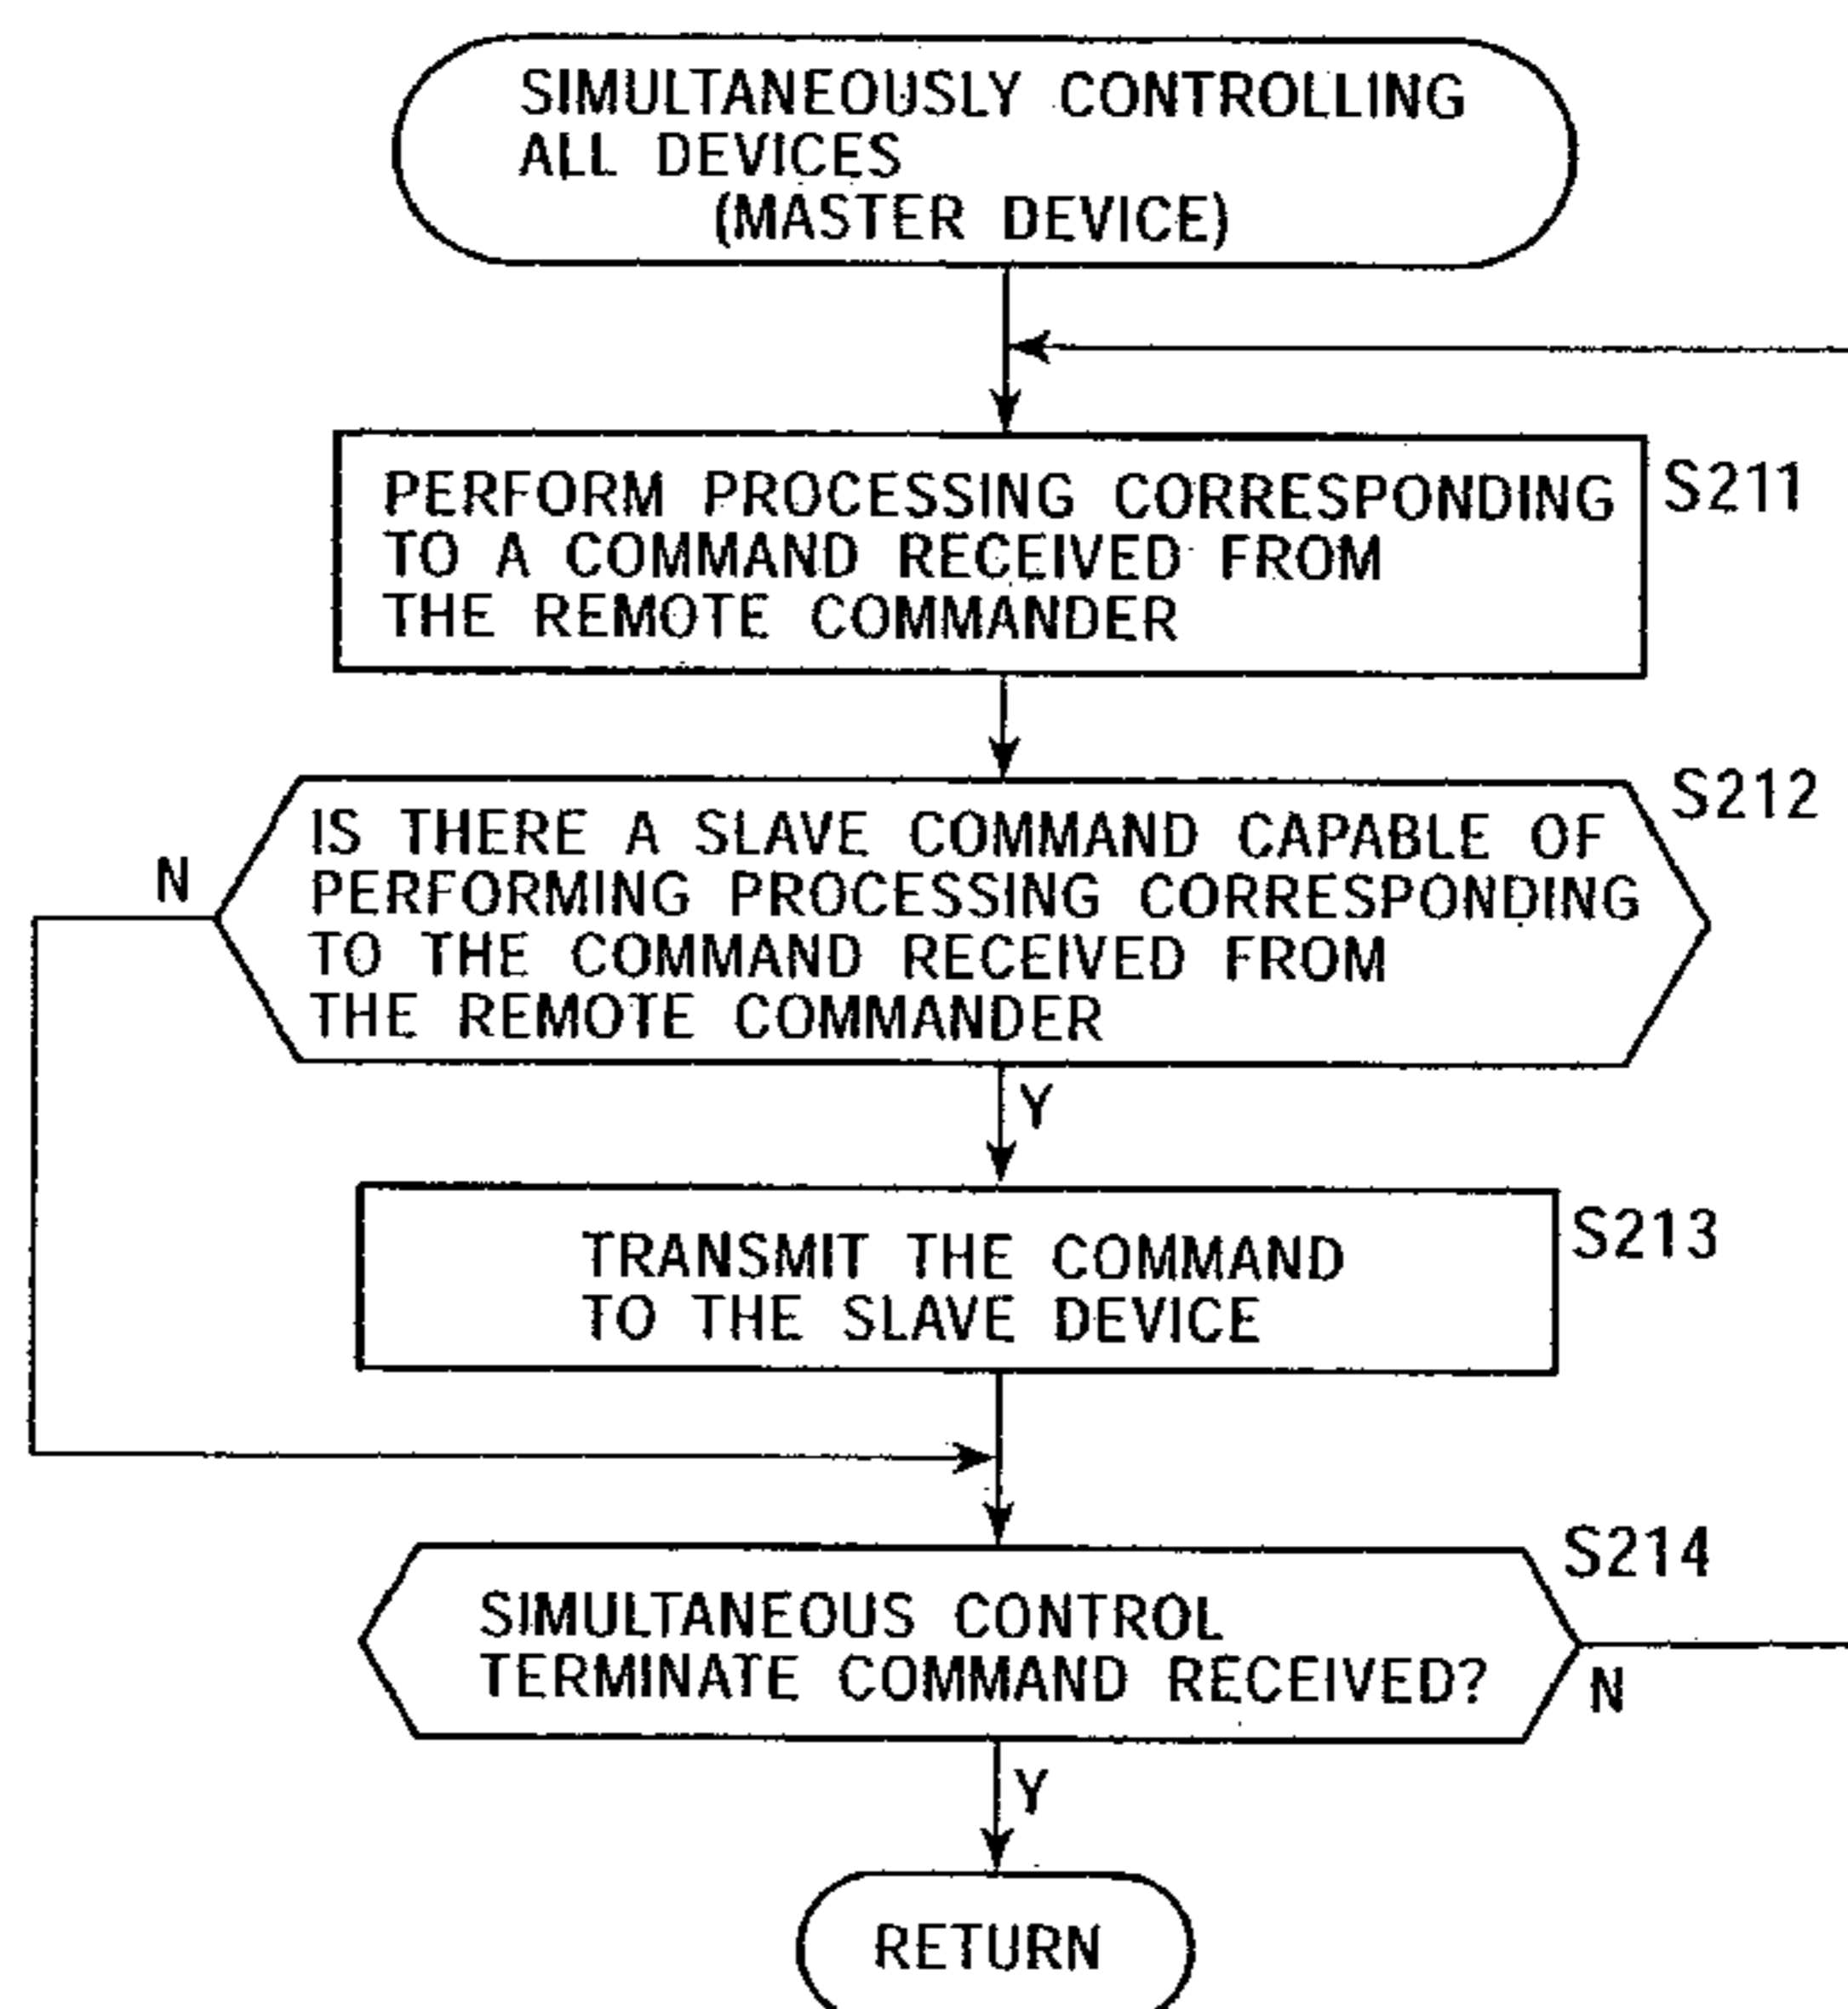 SIMULTANEOUSLY CONTROLLING
ALL DEVICES
(MASTER DEVICE)
PERFORM PROCESSING CORRESPONDING
TO A COMMAND RECEIVED FROM
THE REMOTE COMMANDER
S211
IS THERE A SLAVE COMMAND CAPABLE OF
PERFORMING PROCESSING CORRESPONDING
TO THE COMMAND RECEIVED FROM
THE REMOTE COMMANDER
S212
N
Y
TRANSMIT THE COMMAND
TO THE SLAVE DEVICE
S213
SIMULTANEOUS CONTROL
TERMINATE COMMAND RECEIVED?
S214
N
Y
RETURN